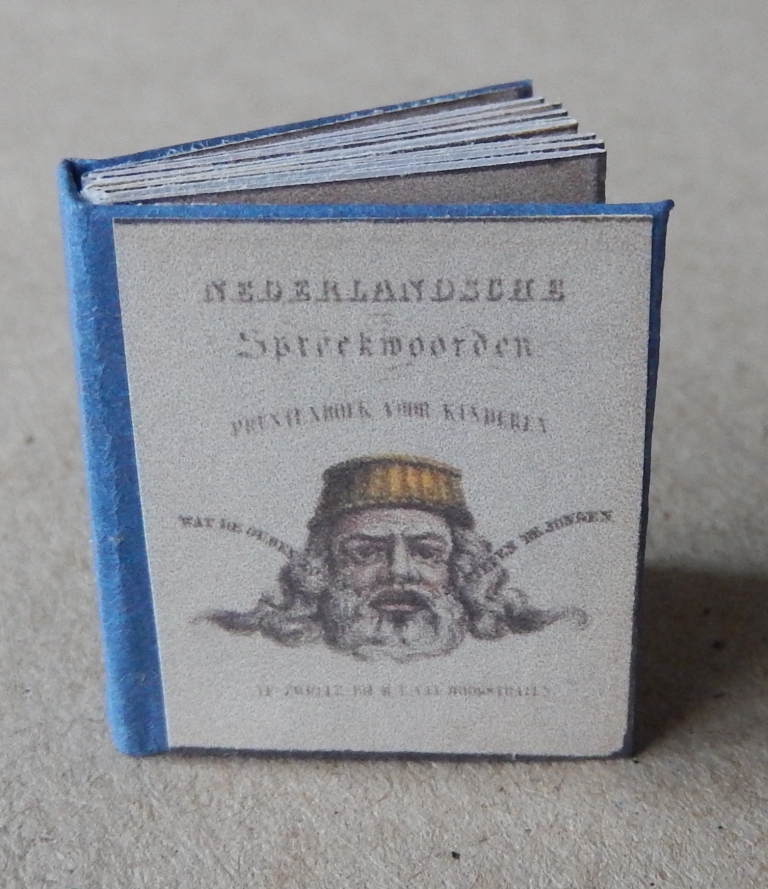 NEDERLANDSCHE
Spreekwoorden
PRENTENBOEK VOOR KINDEREN
WAT DE OUDEN
DE JONGEN
TE ZWOLLE BIJ